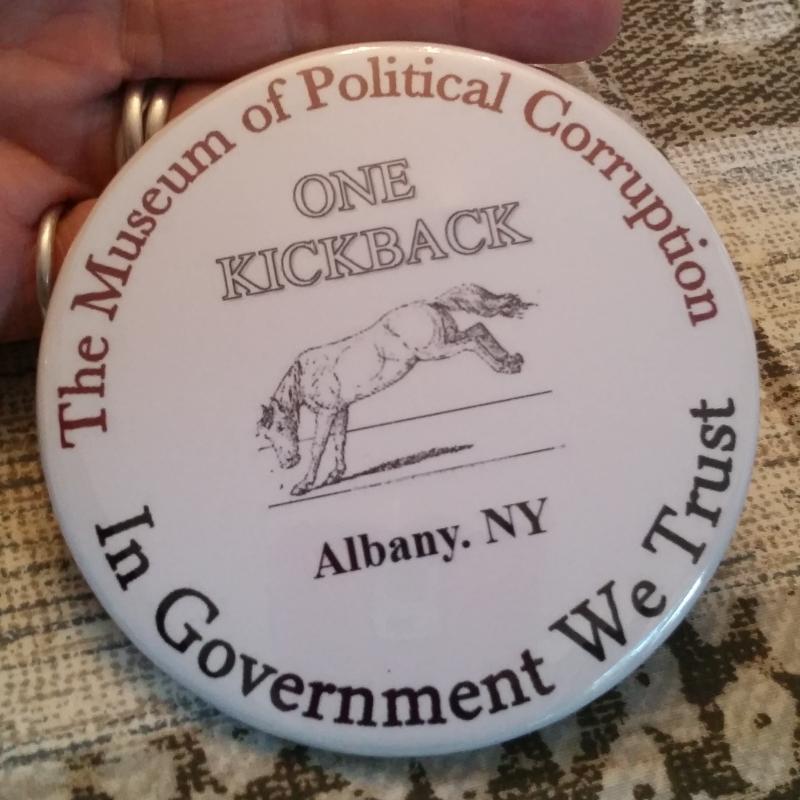 The Museum of Political Corruption
ONE
KICKBACK
Albany. NY
In Government We Trust